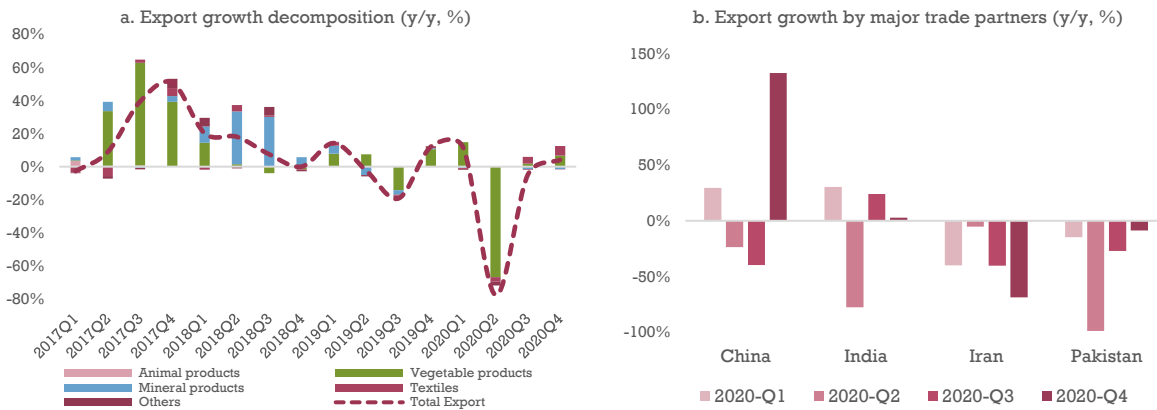 a. Export growth decomposition (y/y, %)
80%
60%
40%
20%
0%
-20%
-40%
-60%
-80%
2017Q1
2017Q2
2017Q3
2017Q4
2018Q1
2018Q2
2018Q3
2018Q4
2019Q1
2019Q2
2019Q3
2019Q4
2020Q1
2020Q2
2020Q3
2020Q4
Animal products
Vegetable products
Mineral products
Textiles
Others
Total Export
b. Export growth by major trade partners (y/y, %)
150%
100%
50%
0%
-50%
-100%
China India Iran Pakistan
2020-Q1 2020-Q2 2020-Q3 2020-Q4